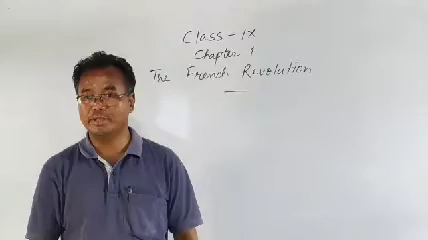 Class - IX
Chapter 1
The French Revolution